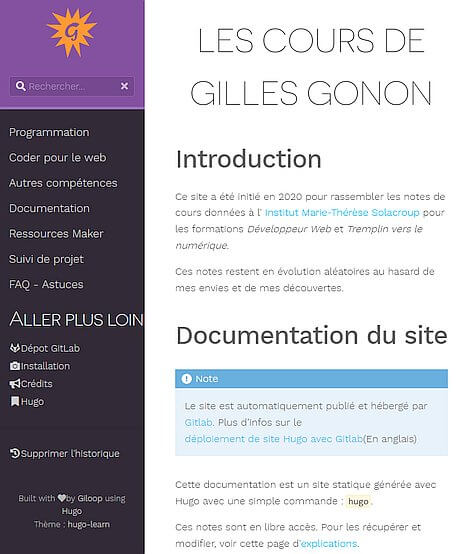 G
Rechercher...
Programmation
Coder pour le web
Autres compétences
Documentation
Ressources Maker
Suivi de projet
FAQ - Astuces
ALLER PLUS LOIN
Dépot GitLab
Installation
Crédits
Hugo
Supprimer l'historique
Built with by Giloop using
Hugo
Thème : hugo-learn
LES COURS DE
GILLES GONON
Introduction
Ce site a été initié en 2020 pour rassembler les notes de
cours données à l' Institut Marie-Thérèse Solacroup pour
les formations Développeur Web et Tremplin vers le
numérique.
Ces notes restent en évolution aléatoires au hasard de
mes envies et de mes découvertes.
Documentation du site
Note
Le site est automatiquement publié et hébergé par
Gitlab. Plus d'infos sur le
déploiement de site Hugo avec Gitlab(En anglais)
Cette documentation est un site statique générée avec
Hugo avec une simple commande : hugo.
Ces notes sont en libre accès. Pour les récupérer et
modifier, voir cette page d'explications.